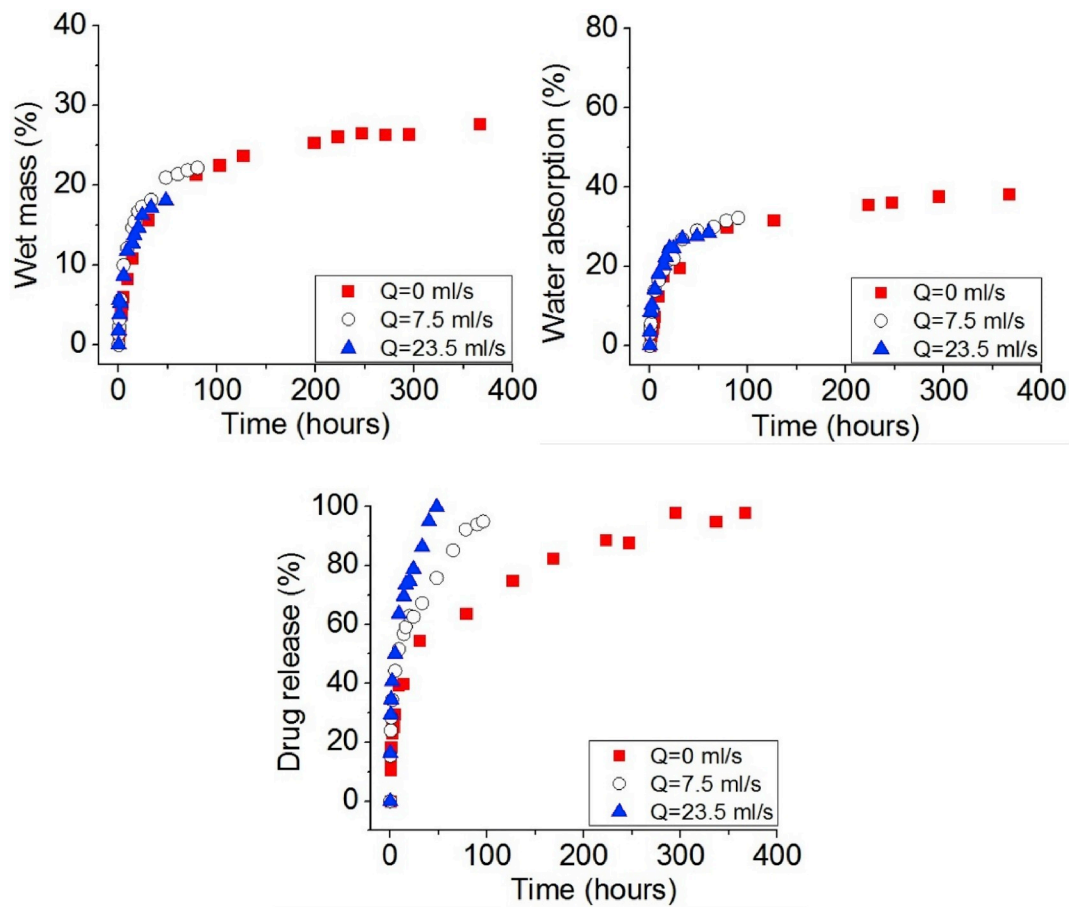 Wet mass (%)
40
30
20
10
0
Q=0 ml/s
Q=7.5 ml/s
Q=23.5 ml/s
0 100 200 300 400
Time (hours)
Water absorption (%)
80
60
40
20
0
Q=0 ml/s
Q=7.5 ml/s
Q=23.5 ml/s
0 100 200 300 400
Time (hours)
Drug release (%)
100
80
60
40
20
0
Q=0 ml/s
Q=7.5 ml/s
Q=23.5 ml/s
0 100 200 300 400
Time (hours)